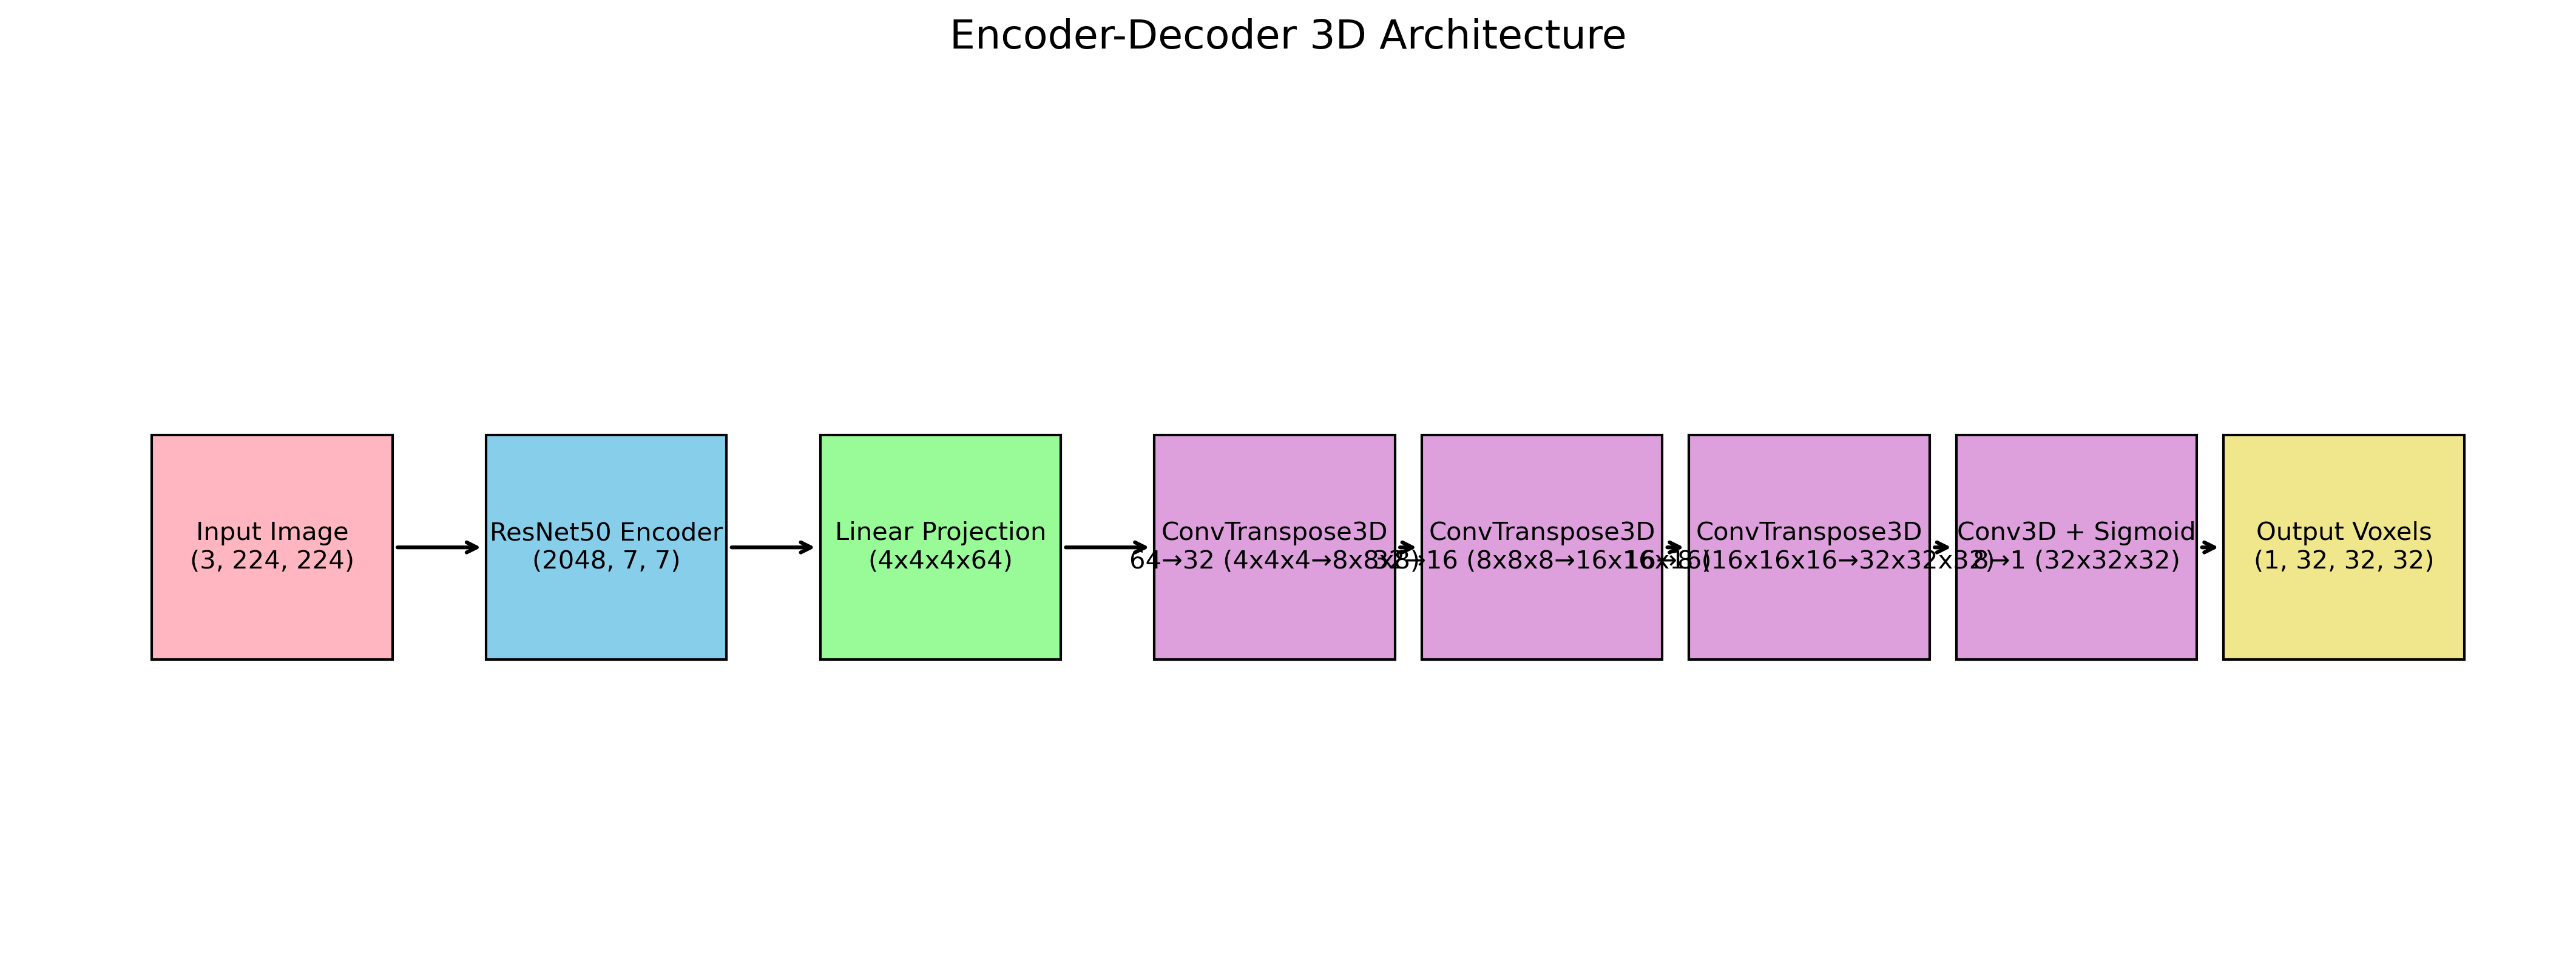 Encoder-Decoder 3D Architecture
Input Image
(3, 224, 224)
ResNet50 Encoder
(2048, 7, 7)
Linear Projection
(4x4x4x64)
ConvTranspose3D
64→32 (4x4x4→8x8x8)
ConvTranspose3D
32→16 (8x8x8→16x16x16)
ConvTranspose3D
16→8 (16x16x16→32x32x32)
Conv3D + Sigmoid
8→1 (32x32x32)
Output Voxels
(1, 32, 32, 32)